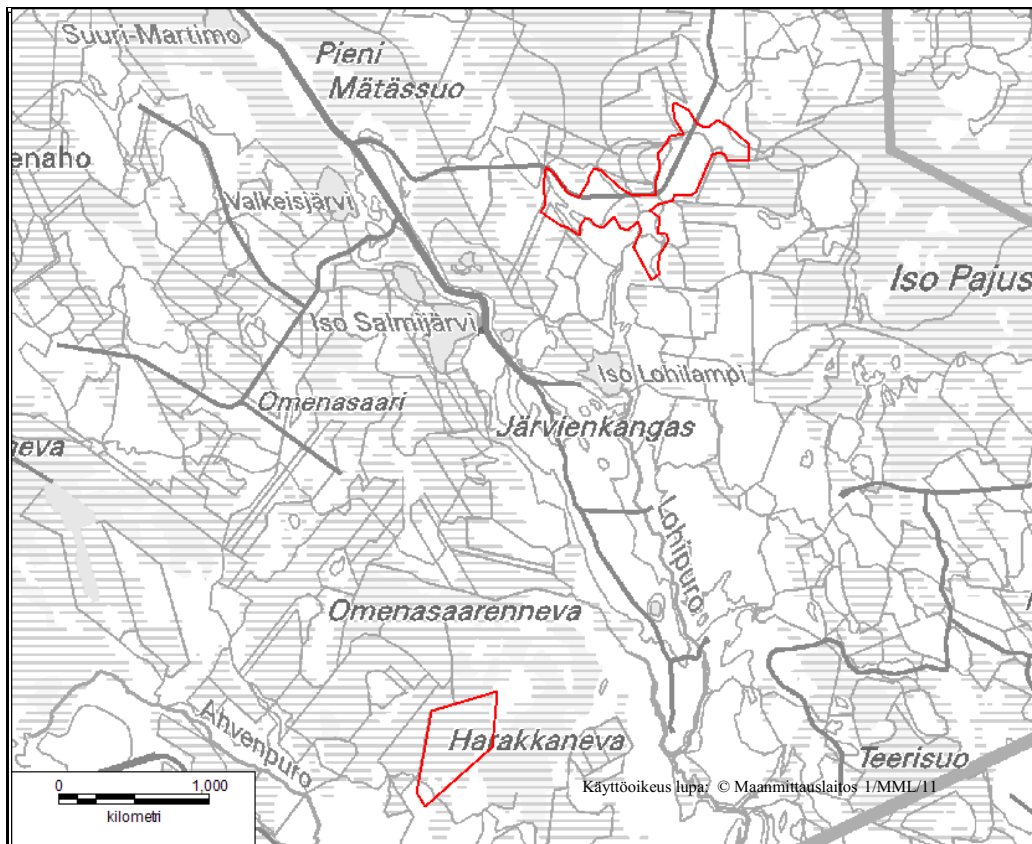 Suuri-Martimo
Pieni
Mätässuo
enaho
Valkeisjärvi
Iso Pajus
Iso Salmijärvi
Iso Lohilampi
Omenasaari
Järvienkangas
neva
Lohipuro
Omenasaarenneva
Ahvenpuro
Harakkaneva
Teerisuo
0 1,000
kilometri
Käyttöoikeus lupa: © Maanmittauslaitos 1/MML/11